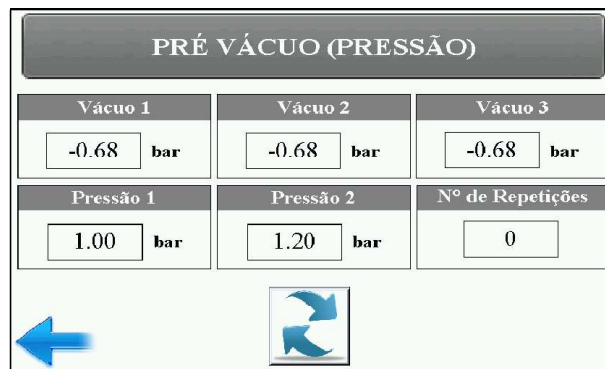 PRÉ VÁCUO (PRESSÃO)
Vácuo 1 Vácuo 2 Vácuo 3
-0.68 bar -0.68 bar -0.68 bar
Pressão 1 Pressão 2 N° de Repetições
1.00 bar 1.20 bar 0